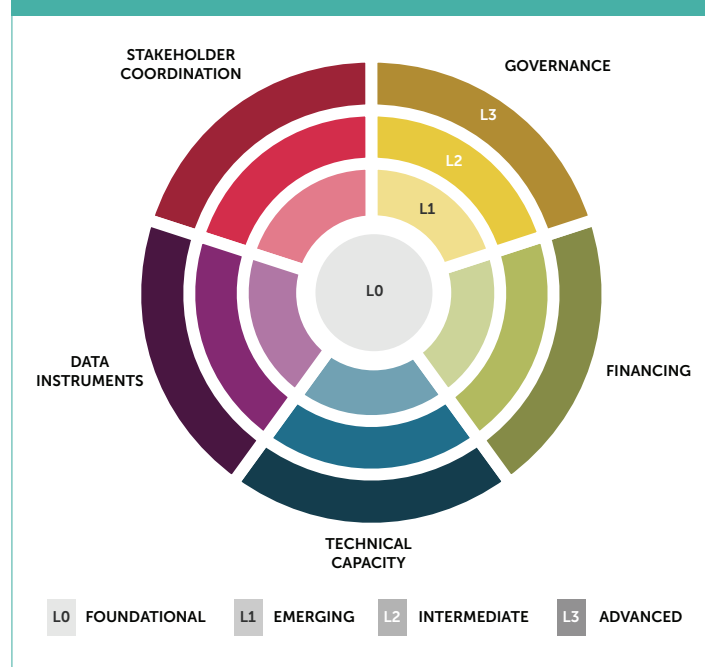 STAKEHOLDER
COORDINATION
GOVERNANCE
L3
L2
L1
L0
DATA
INSTRUMENTS
FINANCING
TECHNICAL
CAPACITY
L0 FOUNDATIONAL
L1 EMERGING
L2 INTERMEDIATE
L3 ADVANCED